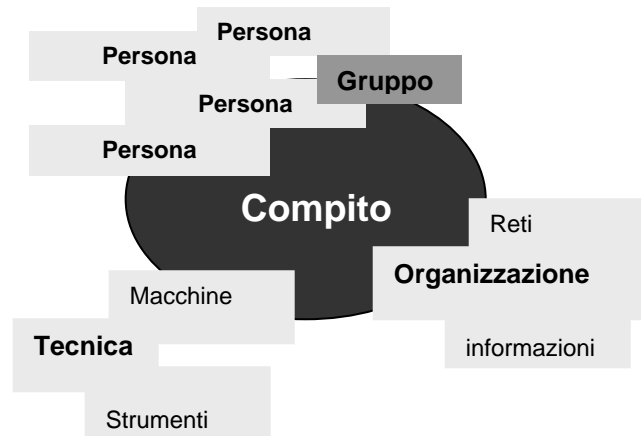 Persona
Persona
Gruppo
Persona
Persona
Compito
Reti
Organizzazione
Macchine
Tecnica
informazioni
Strumenti